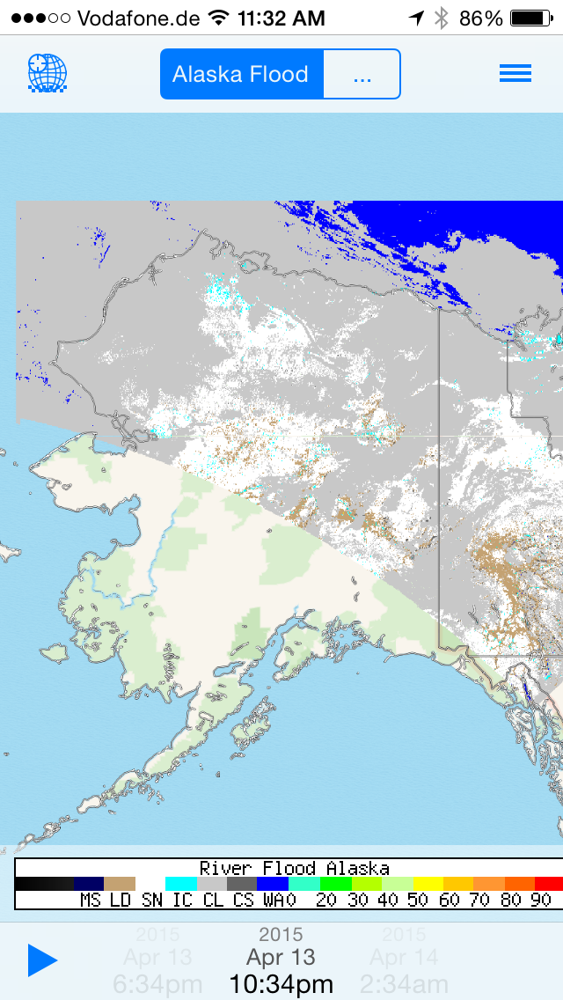 Vodafone.de 11:32 AM 86%
Alaska Flood ...
River Flood Alaska
MS LD SN IC CL CS WA0 20 30 40 50 60 70 80 90
2015 2015 2015
Apr 13 Apr 13 Apr 14
6:34pm 10:34pm 2:34am